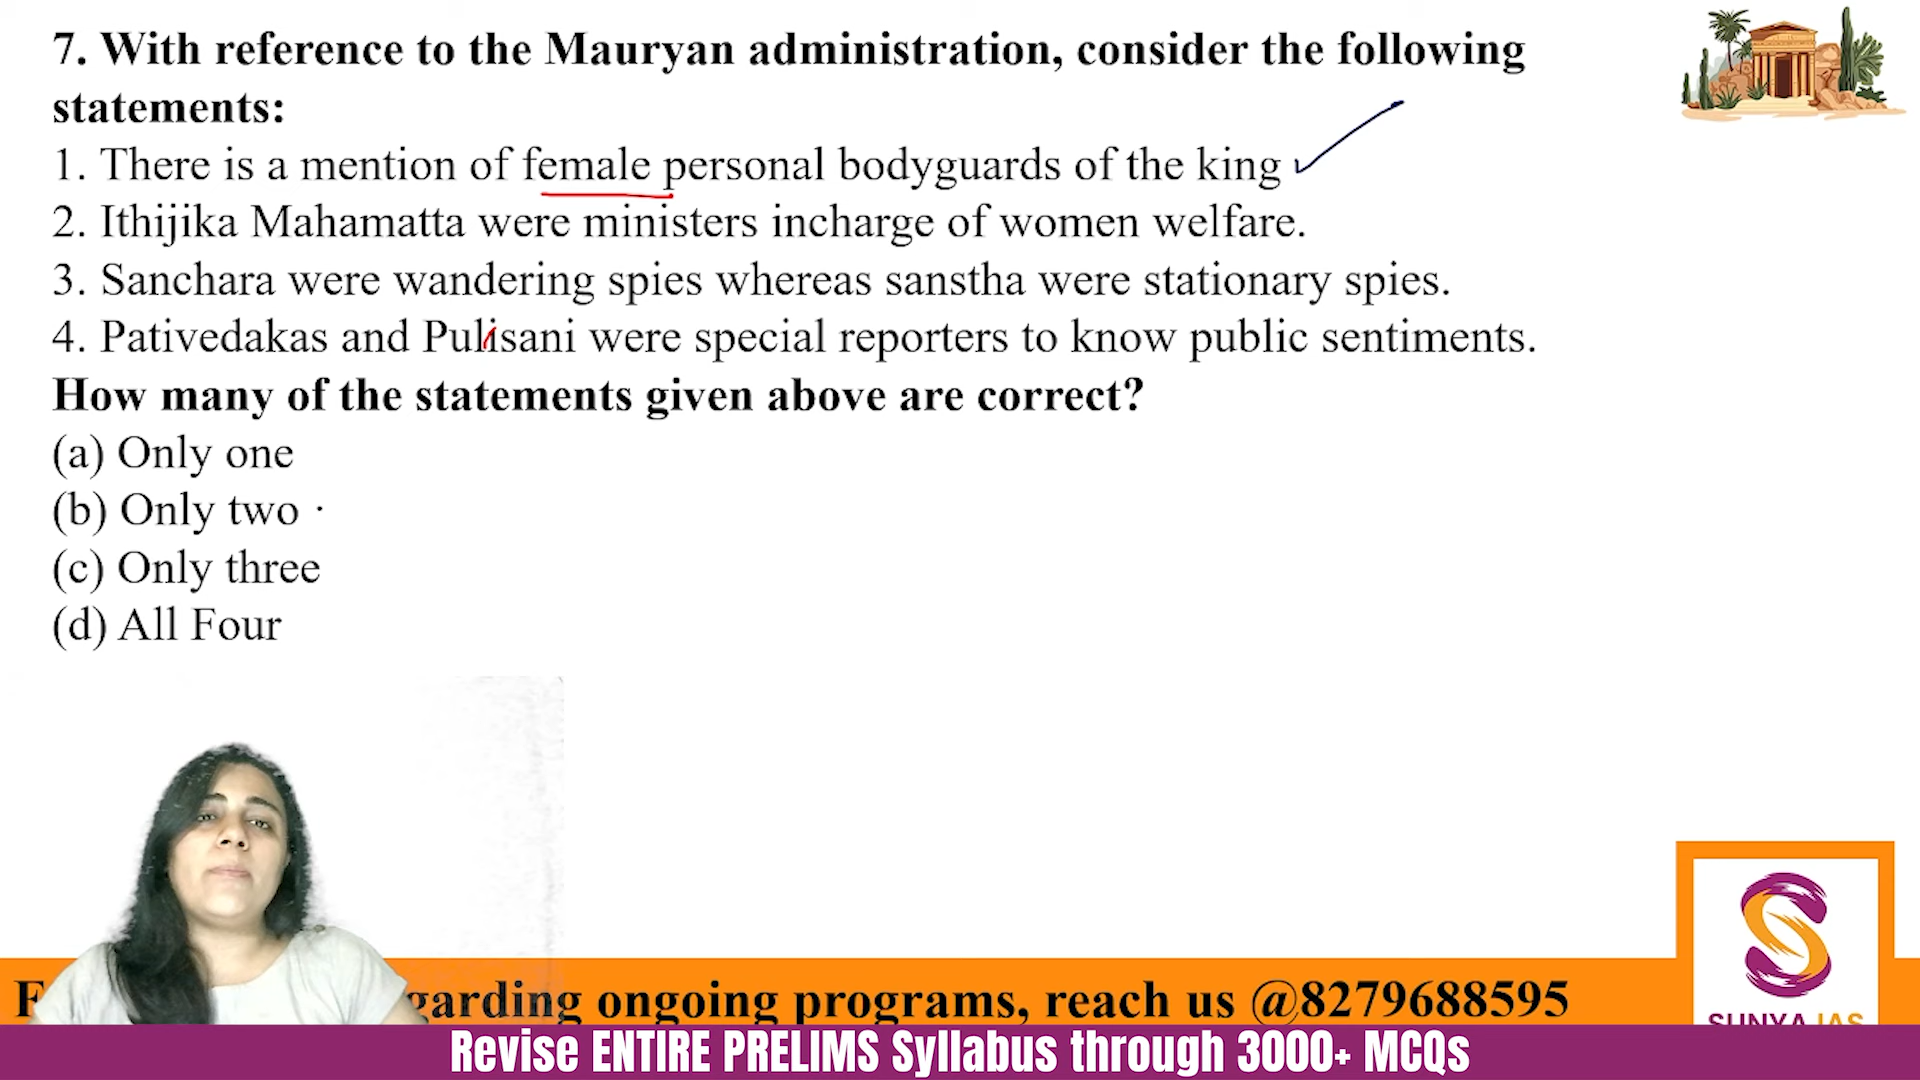 7. With reference to the Mauryan administration, consider the following
statements:
1. There is a mention of female personal bodyguards of the king
2. Ithijika Mahamatta were ministers incharge of women welfare.
3. Sanchara were wandering spies whereas sanstha were stationary spies.
4. Pativedakas and Pulisani were special reporters to know public sentiments.
How many of the statements given above are correct?
(a) Only one
(b) Only two
(c) Only three
(d) All Four
garding ongoing programs, reach us @8279688595
SUNYA IAS
Revise ENTIRE PRELIMS Syllabus through 3000+ MCQs